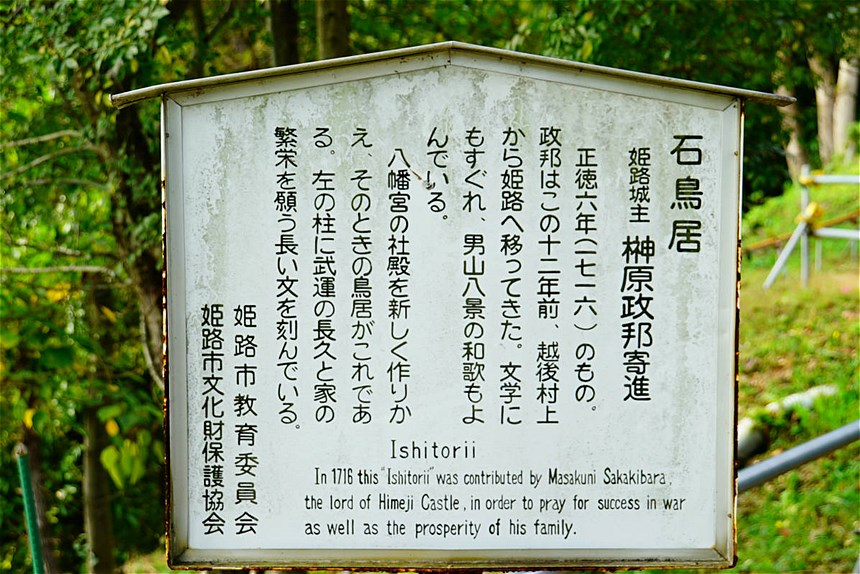 石鳥居
姫路城主 榊原政邦寄進
正徳六年(一七一六)のもの。
政邦はこの十二年前、越後村上
から姫路へ移ってきた。文学に
もすぐれ、男山八景の和歌もよ
んでいる。
八幡宮の社殿を新しく作りか
え、そのときの鳥居がこれであ
る。左の柱に武運の長久と家の
繁栄を願う長い文を刻んでいる。
姫路市教育委員会
姫路市文化財保護協会
Ishitorii
In 1716 this "Ishitorii" was contributed by Masakuni Sakakibara,
the lord of Himeji Castle, in order to pray for success in war
as well as the prosperity of his family.